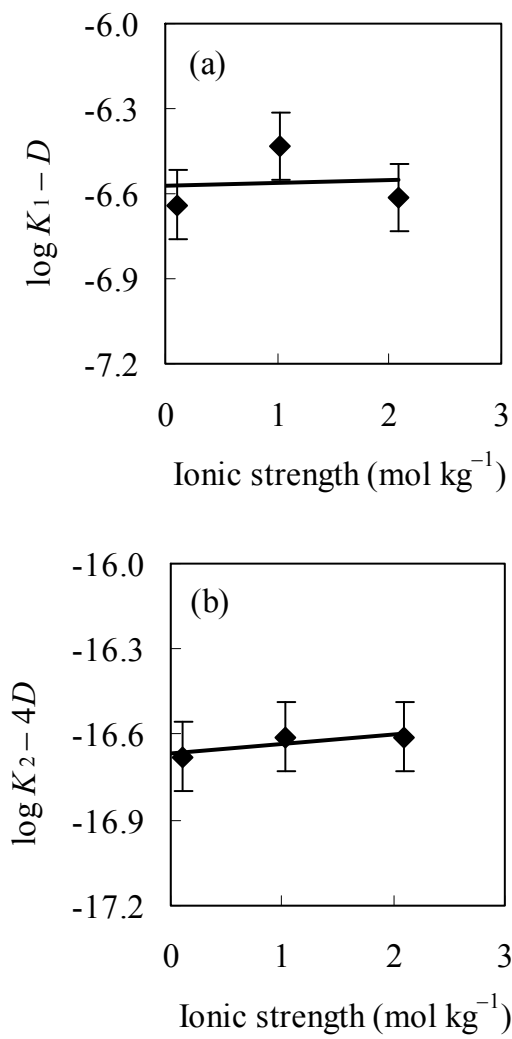 -6.0
(a)
-6.3
-6.6
-6.9
-7.2
log K1 – D
0 1 2 3
Ionic strength (mol kg⁻¹)
-16.0
(b)
-16.3
-16.6
-16.9
-17.2
log K2 – 4D
0 1 2 3
Ionic strength (mol kg⁻¹)